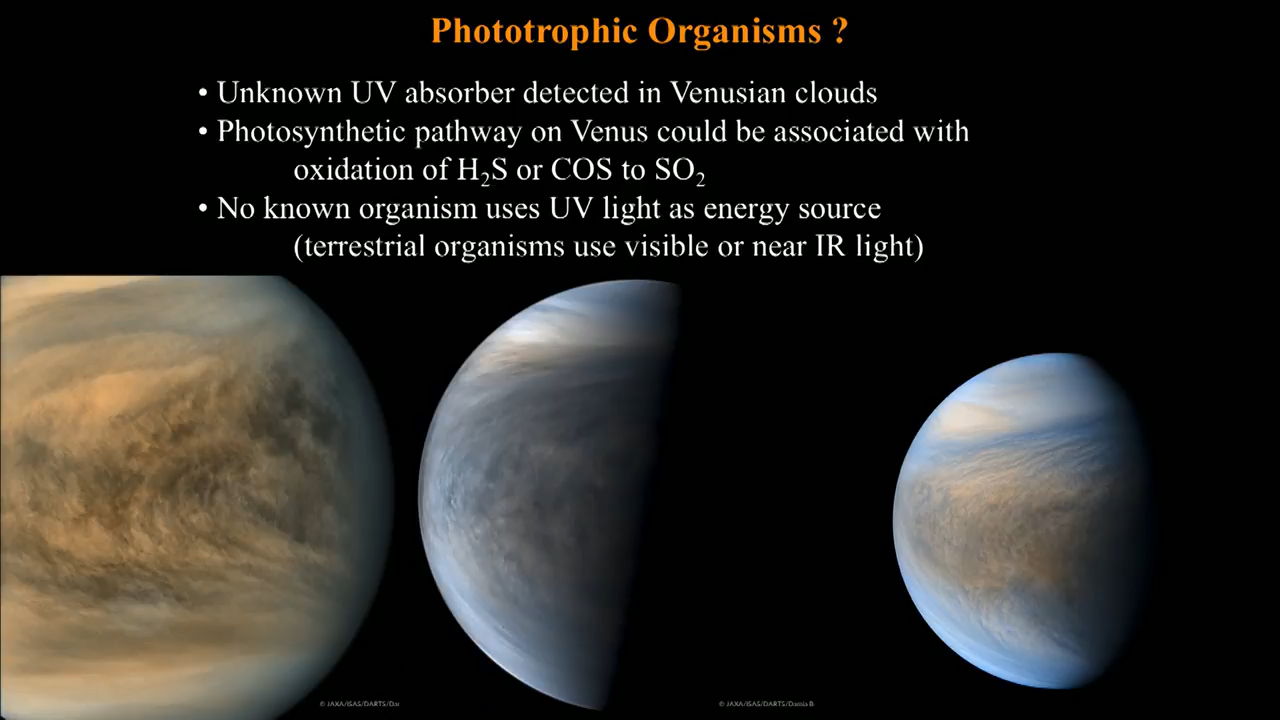 Phototrophic Organisms ?
• Unknown UV absorber detected in Venusian clouds
• Photosynthetic pathway on Venus could be associated with
oxidation of H₂S or COS to SO₂
• No known organism uses UV light as energy source
(terrestrial organisms use visible or near IR light)
© JAXA/ISAS/DARTS/Dar
© JAXA/ISAS/DARTS/Damia B